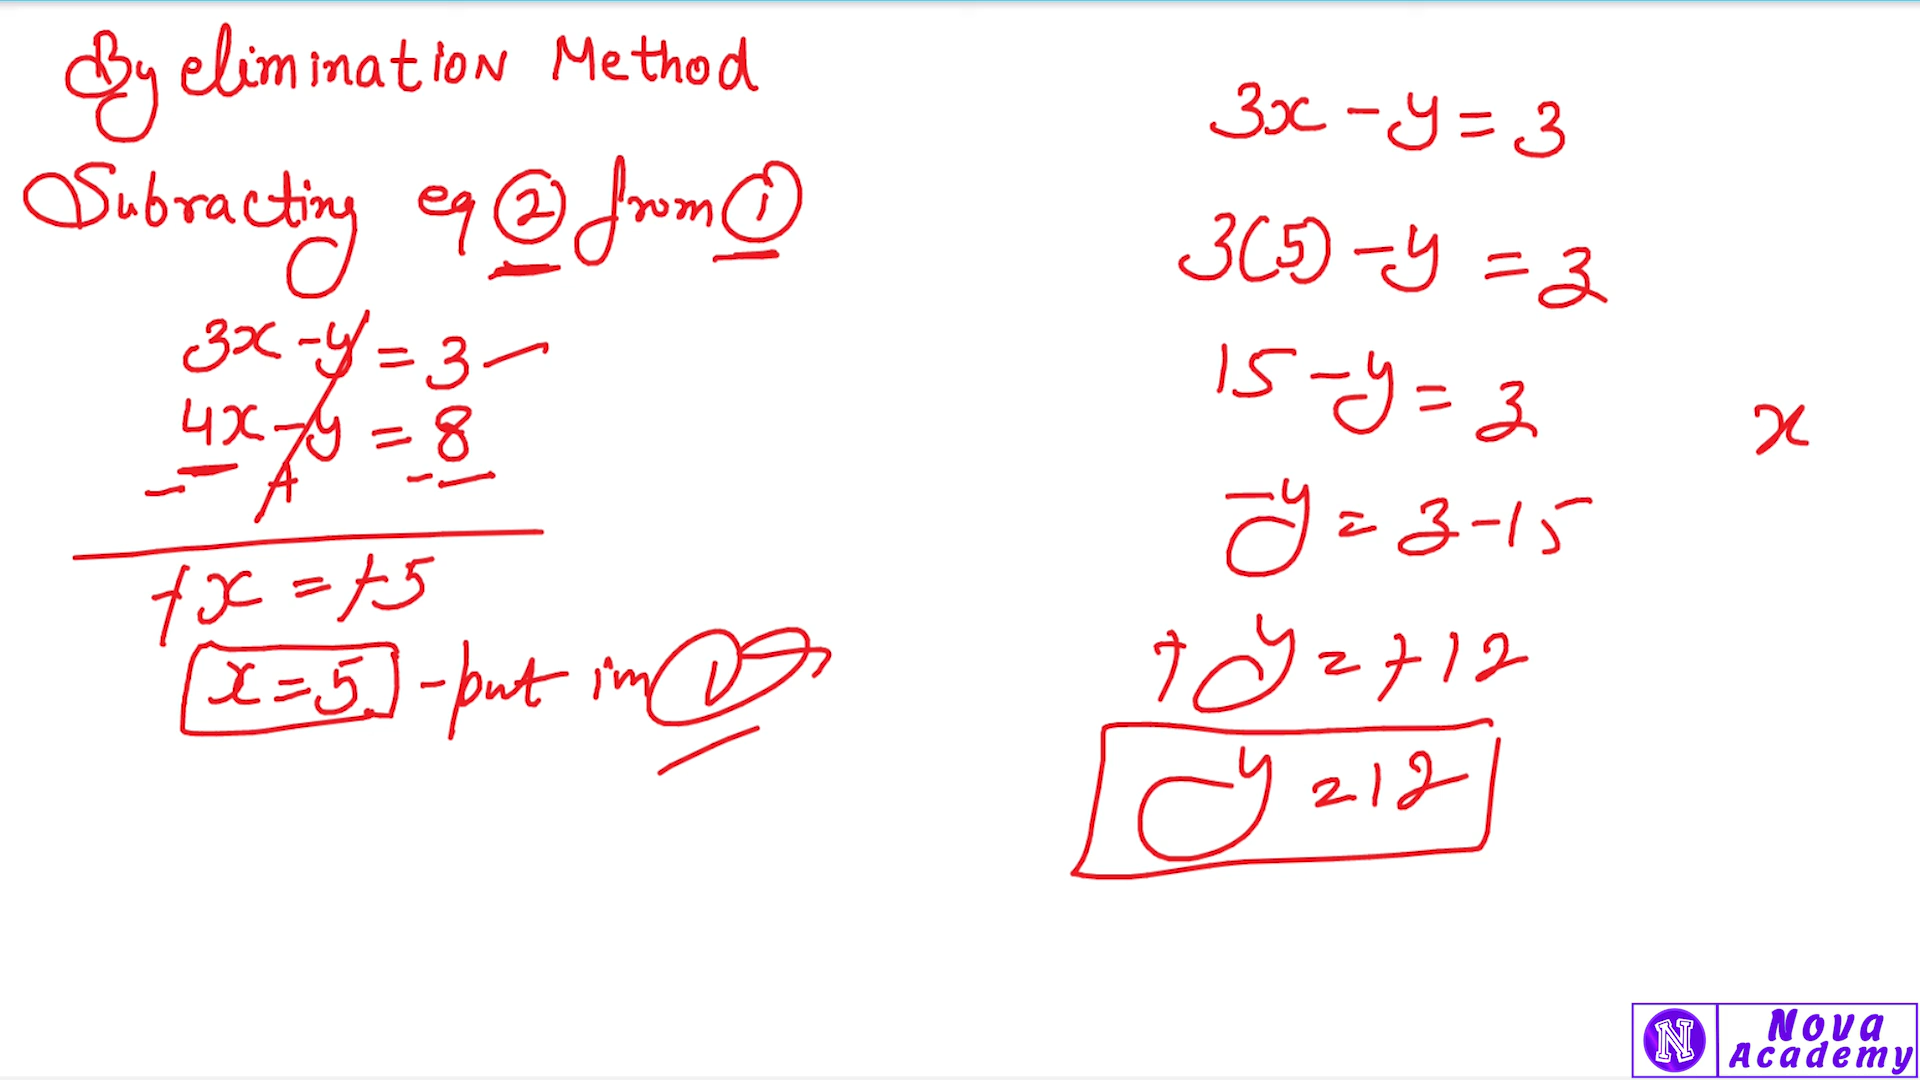 By elimination Method
Subracting eq ② from ①
3x - y = 3
4x - y = 8
+x = +5
x = 5 - put in ①
3x - y = 3
3(5) - y = 3
15 - y = 3
-y = 3 - 15
+y = +12
y = 12
x
N Nova
Academy